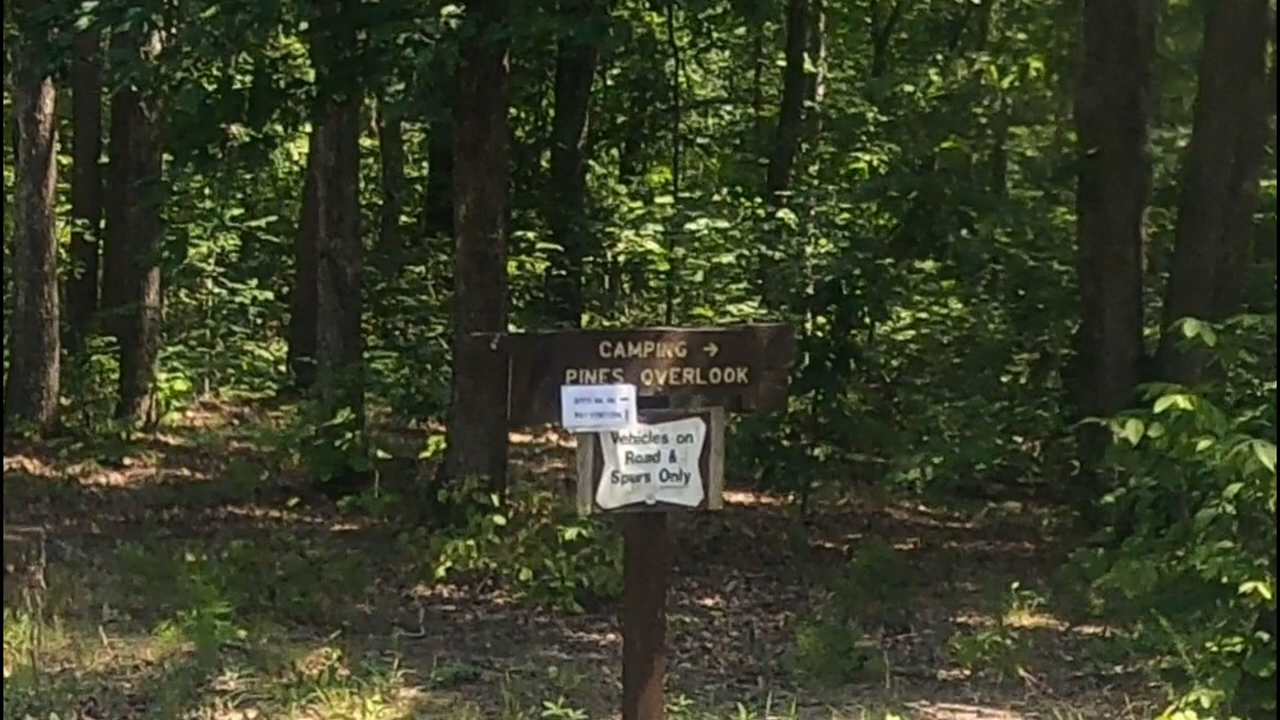 CAMPING →
PINES OVERLOOK
Vehicles on
Road &
Spurs Only